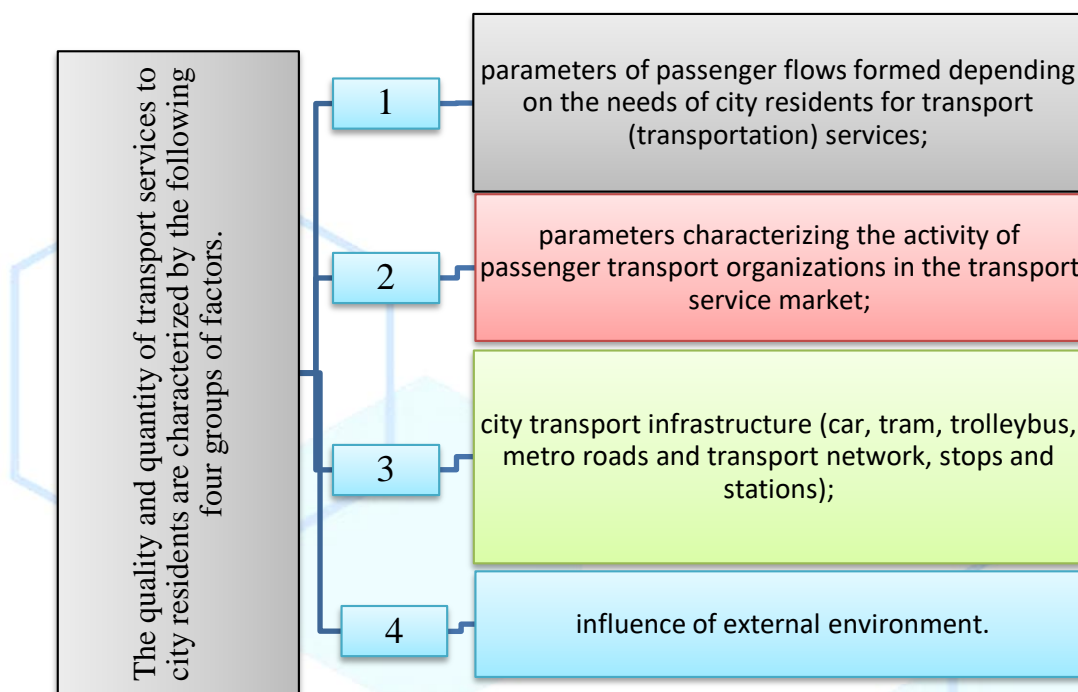 The quality and quantity of transport services to
city residents are characterized by the following
four groups of factors.
1
parameters of passenger flows formed depending
on the needs of city residents for transport
(transportation) services;
2
parameters characterizing the activity of
passenger transport organizations in the transport
service market;
3
city transport infrastructure (car, tram, trolleybus,
metro roads and transport network, stops and
stations);
4
influence of external environment.